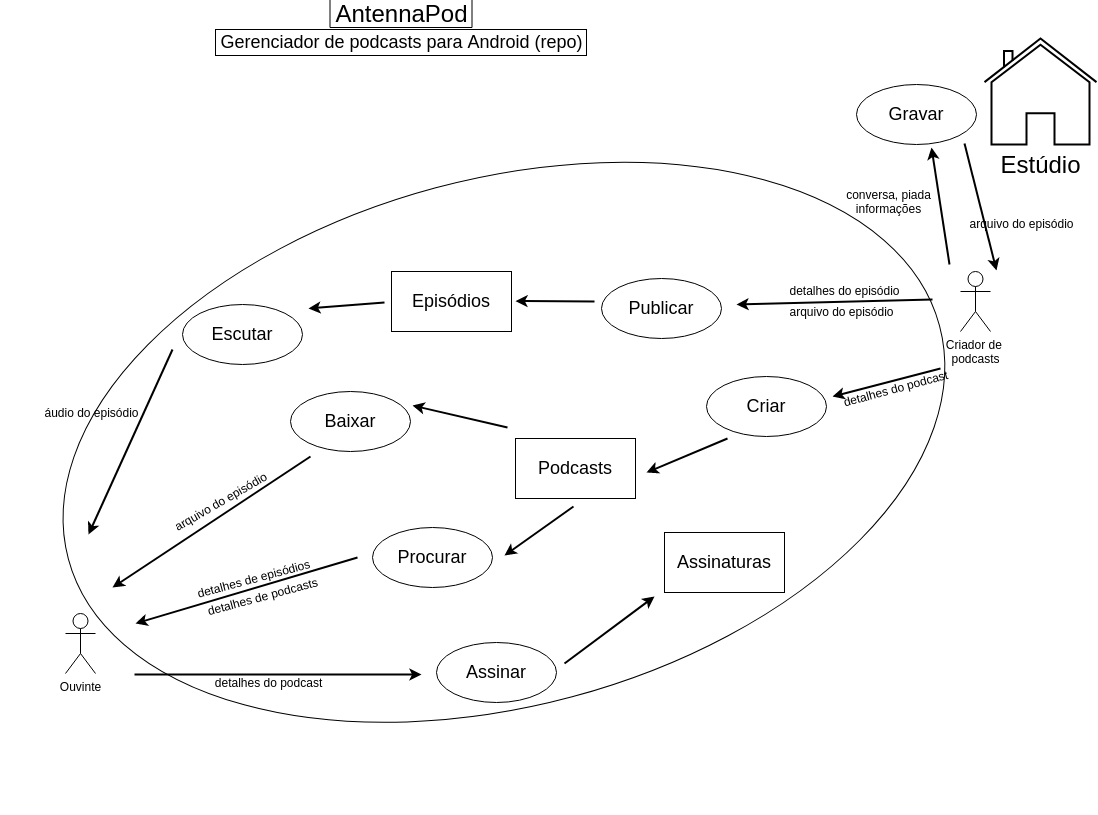 AntennaPod
Gerenciador de podcasts para Android (repo)
Gravar
Estúdio
conversa, piada
informações
arquivo do episódio
Episódios
Publicar
detalhes do episódio
arquivo do episódio
Escutar
Criador de
podcasts
detalhes do podcast
Criar
áudio do episódio
Baixar
Podcasts
arquivo do episódio
Procurar
Assinaturas
detalhes de episódios
detalhes de podcasts
Assinar
Ouvinte
detalhes do podcast